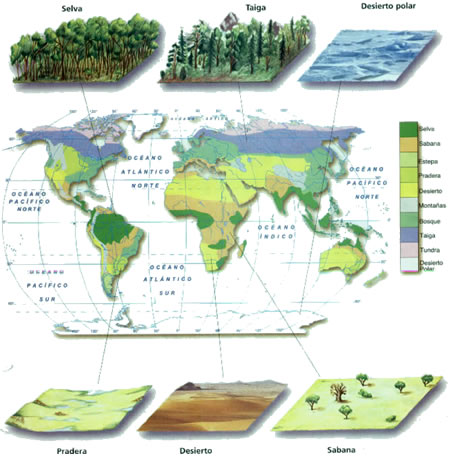 Selva
Taiga
Desierto polar
OCÉANO
ATLÁNTICO
NORTE
OCÉANO
PACÍFICO
NORTE
OCÉANO
PACÍFICO
NORTE
OCÉANO
ÍNDICO
OCÉANO
PACÍFICO
SUR
OCÉANO
ATLÁNTICO
SUR
Selva
Sabana
Estepa
Pradera
Desierto
Montañas
Bosque
Taiga
Tundra
Desierto
Polar
Pradera
Desierto
Sabana